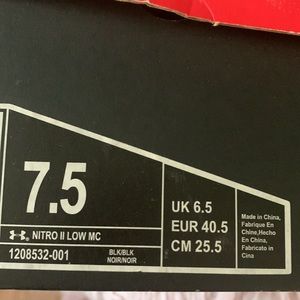 7.5
NITRO II LOW MC
1208532-001
BLK/BLK
NOIR/NOIR
UK 6.5
EUR 40.5
CM 25.5
Made in China,
Fabrique En
Chine,Hecho
En China,
Fabricato in
Cina